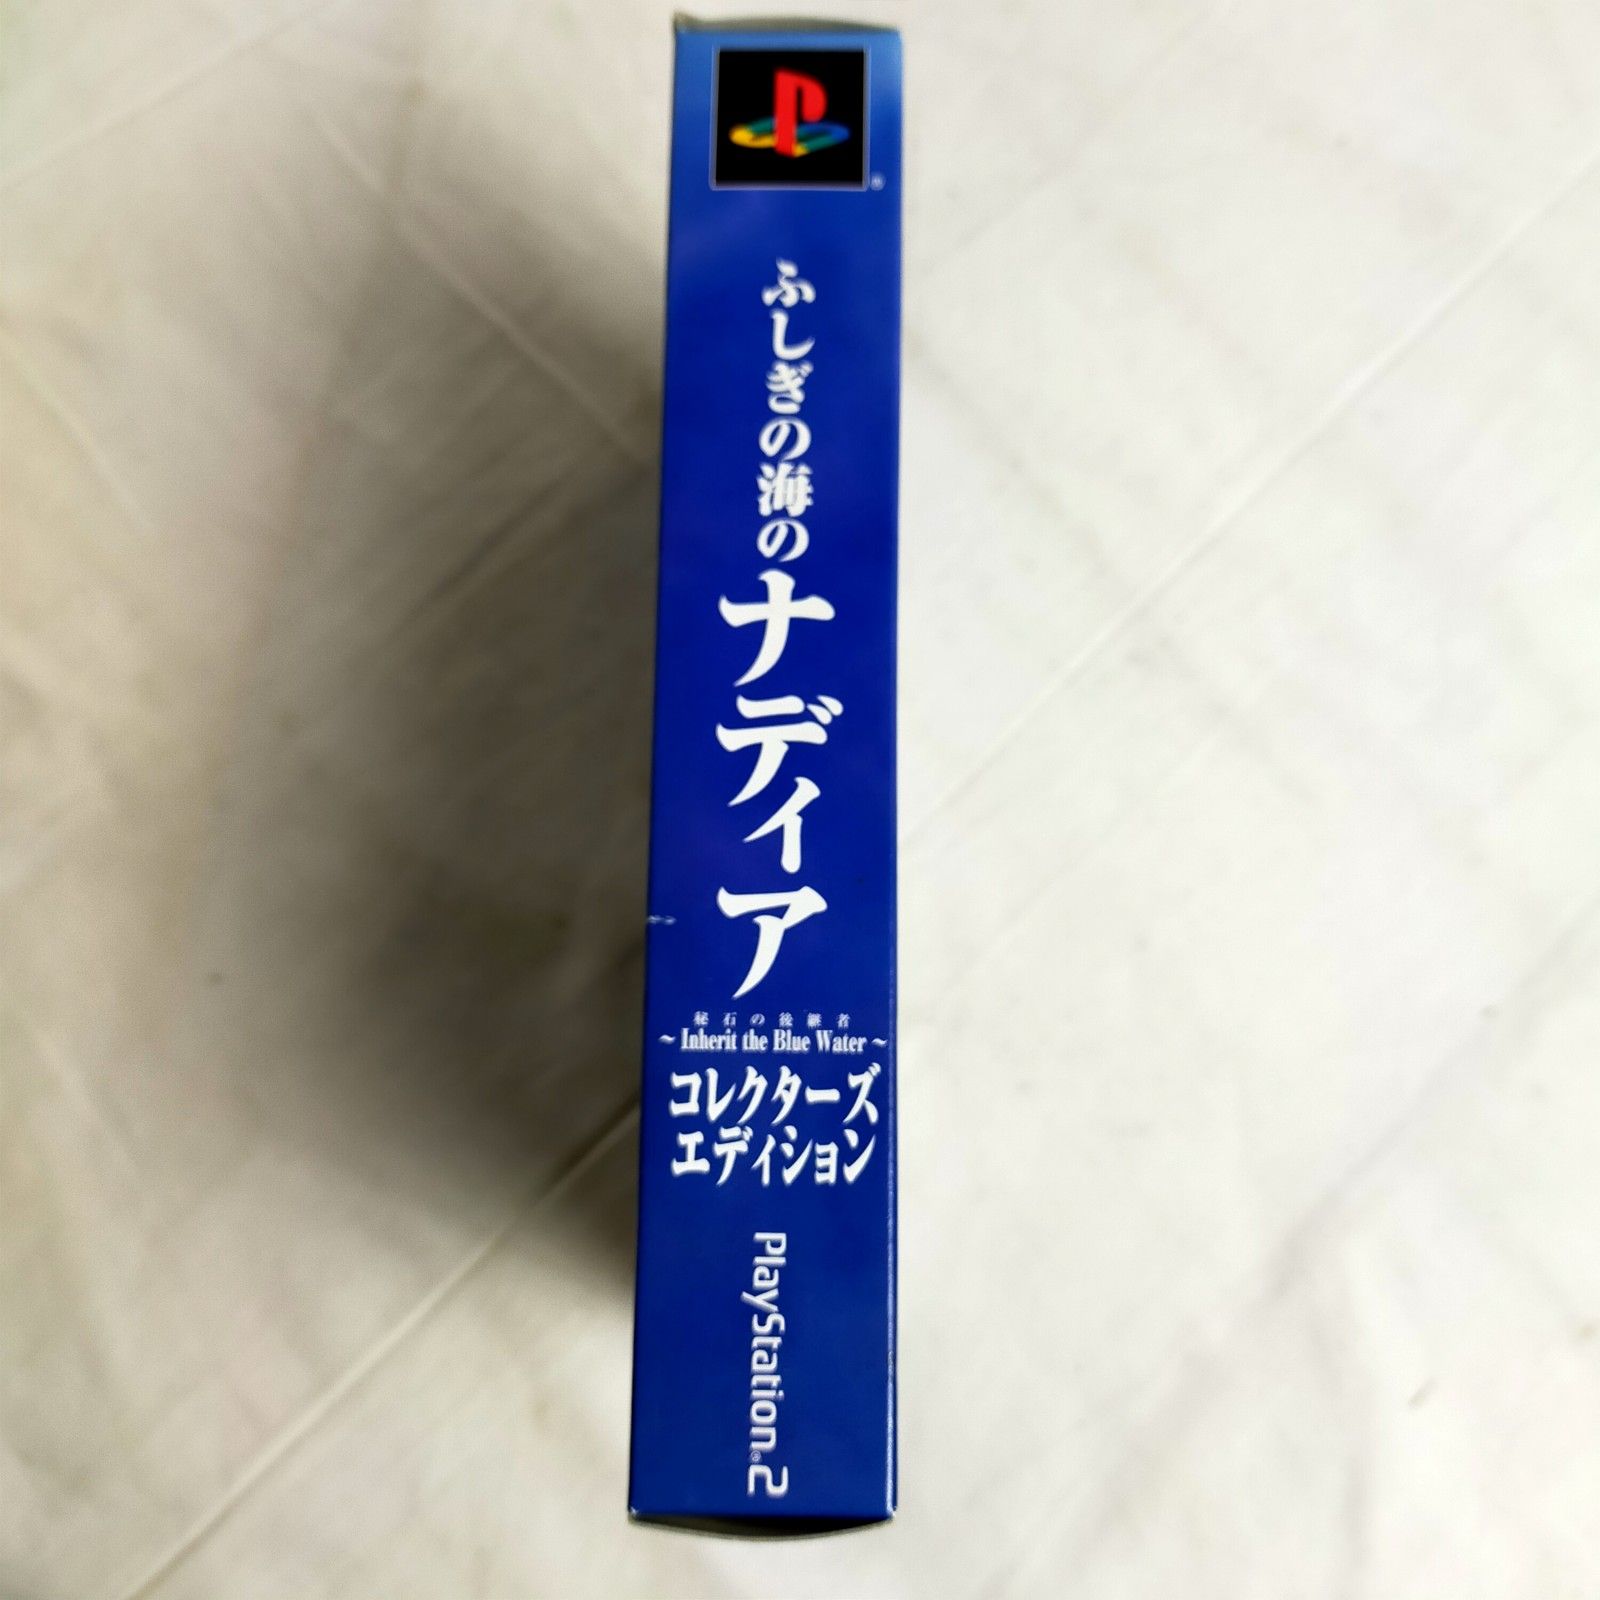 ふしぎの海の
ナディア
秘石の後継者
~ Inherit the Blue Water ~
コレクターズ
エディション
PlayStation®2